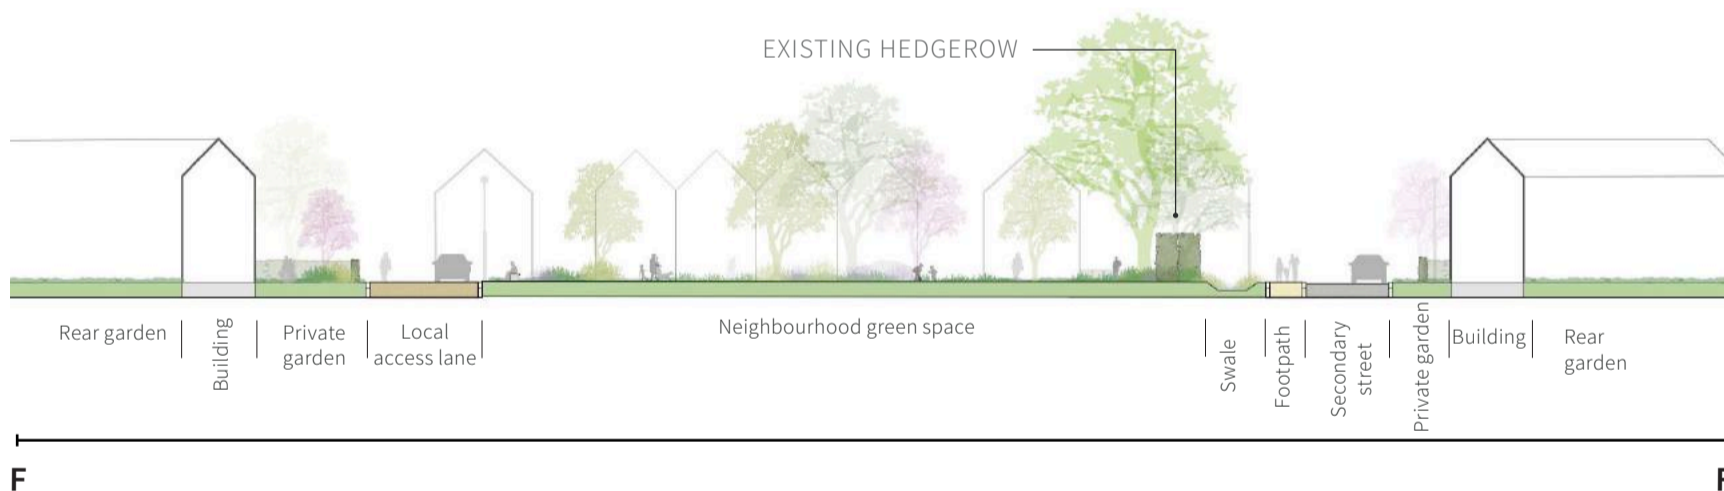 EXISTING HEDGEROW
Rear garden
Building
Private
garden
Local
access lane
Neighbourhood green space
Swale
Footpath
Secondary
street
Private garden
Building
Rear
garden
F
F